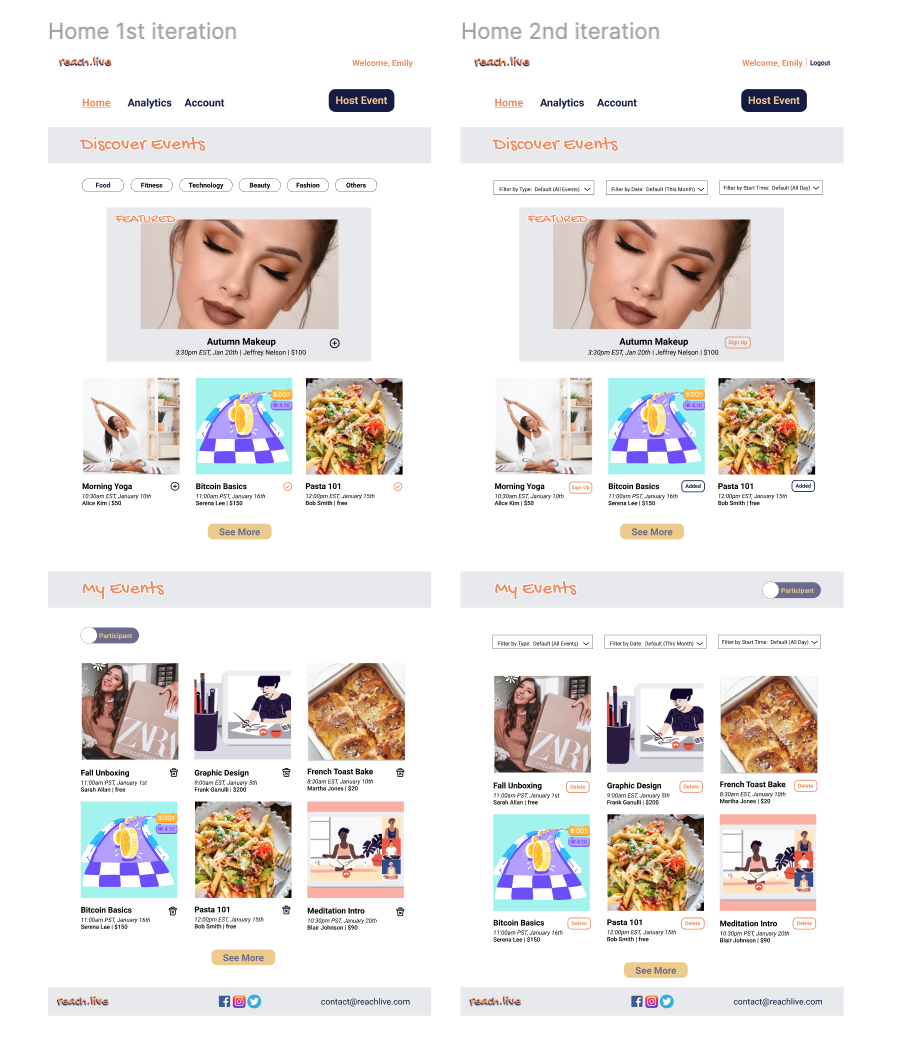 Home 1st iteration
reach.live
Welcome, Emily
Home Analytics Account
Host Event
Discover Events
Food Fitness Technology Beauty Fashion Others
FEATURED
Autumn Makeup
3:30pm EST, Jan 20th | Jeffrey Nelson | $100
$001
4.1K
Morning Yoga
10:30am EST, January 10th
Alice Kim | $50
Bitcoin Basics
11:00am PST, January 16th
Serena Lee | $150
Pasta 101
12:00pm EST, January 15th
Bob Smith | free
See More
My Events
Participant
ZARA
Fall Unboxing
11:00am PST, January 1st
Sarah Allan | free
Graphic Design
9:00am EST, January 5th
Frank Ganulli | $200
French Toast Bake
8:30am EST, January 10th
Martha Jones | $20
$001
4.1K
Bitcoin Basics
11:00am PST, January 16th
Serena Lee | $150
Pasta 101
12:00pm EST, January 15th
Bob Smith | free
Meditation Intro
10:30pm PST, January 20th
Blair Johnson | $90
See More
reach.live
contact@reachlive.com
Home 2nd iteration
reach.live
Welcome, Emily | Logout
Home Analytics Account
Host Event
Discover Events
Filter by Type: Default (All Events)
Filter by Date: Default (This Month)
Filter by Start Time: Default (All Day)
FEATURED
Autumn Makeup
Sign Up
3:30pm EST, Jan 20th | Jeffrey Nelson | $100
$001
4.1K
Morning Yoga
Sign Up
10:30am EST, January 10th
Alice Kim | $50
Bitcoin Basics
Added
11:00am PST, January 16th
Serena Lee | $150
Pasta 101
Added
12:00pm EST, January 15th
Bob Smith | free
See More
My Events
Participant
Filter by Type: Default (All Events)
Filter by Date: Default (This Month)
Filter by Start Time: Default (All Day)
ZARA
Fall Unboxing
Delete
11:00am PST, January 1st
Sarah Allan | free
Graphic Design
Delete
9:00am EST, January 5th
Frank Ganulli | $200
French Toast Bake
Delete
8:30am EST, January 10th
Martha Jones | $20
$001
4.1K
Bitcoin Basics
Delete
11:00am PST, January 16th
Serena Lee | $150
Pasta 101
Delete
12:00pm EST, January 15th
Bob Smith | free
Meditation Intro
Delete
10:30pm PST, January 20th
Blair Johnson | $90
See More
reach.live
contact@reachlive.com